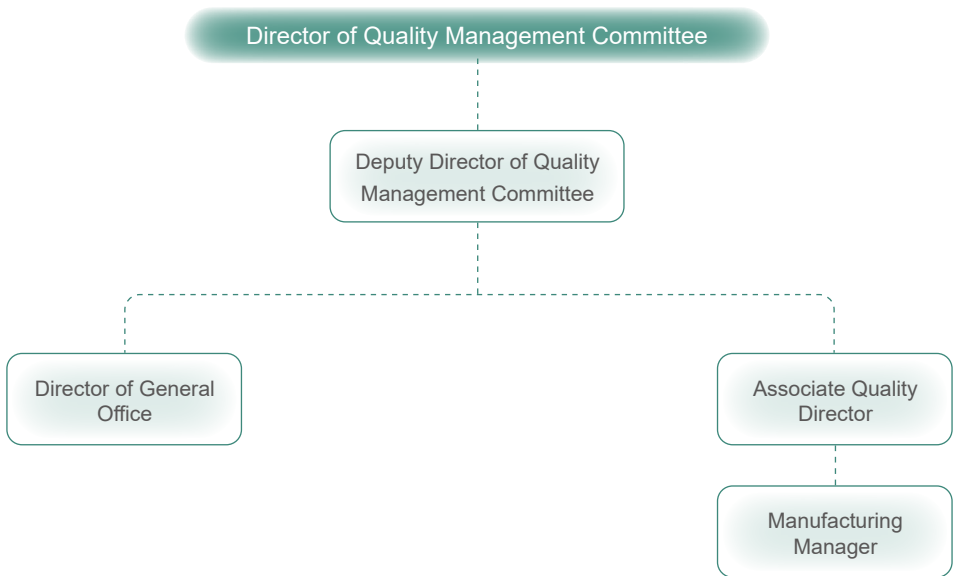 Director of Quality Management Committee
Deputy Director of Quality
Management Committee
Director of General
Office
Associate Quality
Director
Manufacturing
Manager